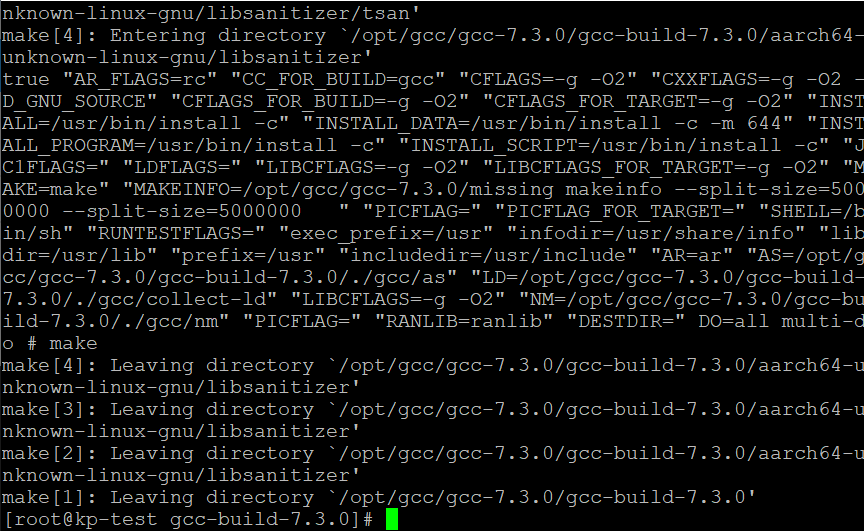 nknown-linux-gnu/libsanitizer/tsan'
make[4]: Entering directory `/opt/gcc/gcc-7.3.0/gcc-build-7.3.0/aarch64-
unknown-linux-gnu/libsanitizer'
true "AR_FLAGS=rc" "CC_FOR_BUILD=gcc" "CFLAGS=-g -O2" "CXXFLAGS=-g -O2 -
D_GNU_SOURCE" "CFLAGS_FOR_BUILD=-g -O2" "CFLAGS_FOR_TARGET=-g -O2" "INST
ALL=/usr/bin/install -c" "INSTALL_DATA=/usr/bin/install -c -m 644" "INST
ALL_PROGRAM=/usr/bin/install -c" "INSTALL_SCRIPT=/usr/bin/install -c" "J
C1FLAGS=" "LDFLAGS=" "LIBCFLAGS=-g -O2" "LIBCFLAGS_FOR_TARGET=-g -O2" "M
AKE=make" "MAKEINFO=/opt/gcc/gcc-7.3.0/missing makeinfo --split-size=500
0000 --split-size=5000000   " "PICFLAG=" "PICFLAG_FOR_TARGET=" "SHELL=/b
in/sh" "RUNTESTFLAGS=" "exec_prefix=/usr" "infodir=/usr/share/info" "lib
dir=/usr/lib" "prefix=/usr" "includedir=/usr/include" "AR=ar" "AS=/opt/g
cc/gcc-7.3.0/gcc-build-7.3.0/./gcc/as" "LD=/opt/gcc/gcc-7.3.0/gcc-build-
7.3.0/./gcc/collect-ld" "LIBCFLAGS=-g -O2" "NM=/opt/gcc/gcc-7.3.0/gcc-bu
ild-7.3.0/./gcc/nm" "PICFLAG=" "RANLIB=ranlib" "DESTDIR=" DO=all multi-d
o # make
make[4]: Leaving directory `/opt/gcc/gcc-7.3.0/gcc-build-7.3.0/aarch64-u
nknown-linux-gnu/libsanitizer'
make[3]: Leaving directory `/opt/gcc/gcc-7.3.0/gcc-build-7.3.0/aarch64-u
nknown-linux-gnu/libsanitizer'
make[2]: Leaving directory `/opt/gcc/gcc-7.3.0/gcc-build-7.3.0/aarch64-u
nknown-linux-gnu/libsanitizer'
make[1]: Leaving directory `/opt/gcc/gcc-7.3.0/gcc-build-7.3.0'
[root@kp-test gcc-build-7.3.0]#